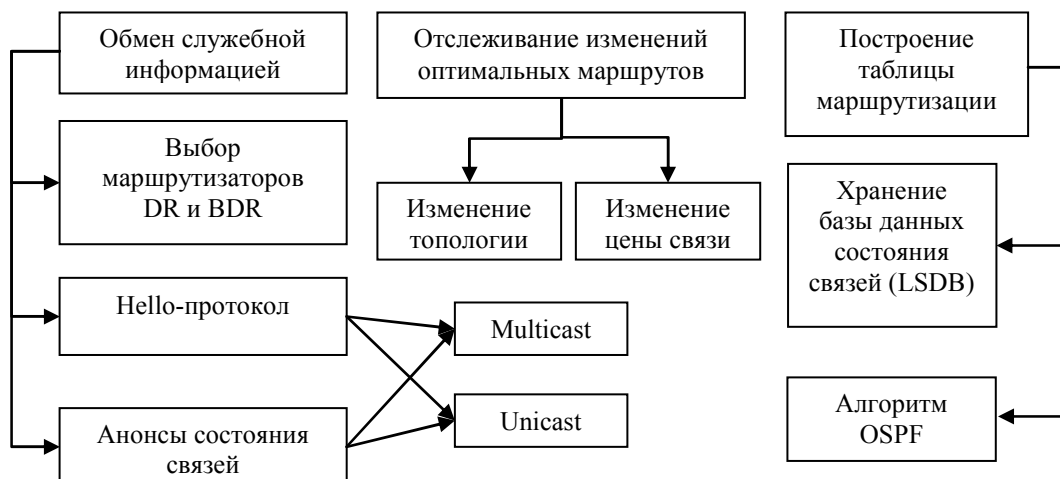 Обмен служебной
информацией
Отслеживание изменений
оптимальных маршрутов
Построение
таблицы
маршрутизации
Выбор
маршрутизаторов
DR и BDR
Изменение
топологии
Изменение
цены связи
Хранение
базы данных
состояния
связей (LSDB)
Hello-протокол
Multicast
Анонсы состояния
связей
Unicast
Алгоритм
OSPF